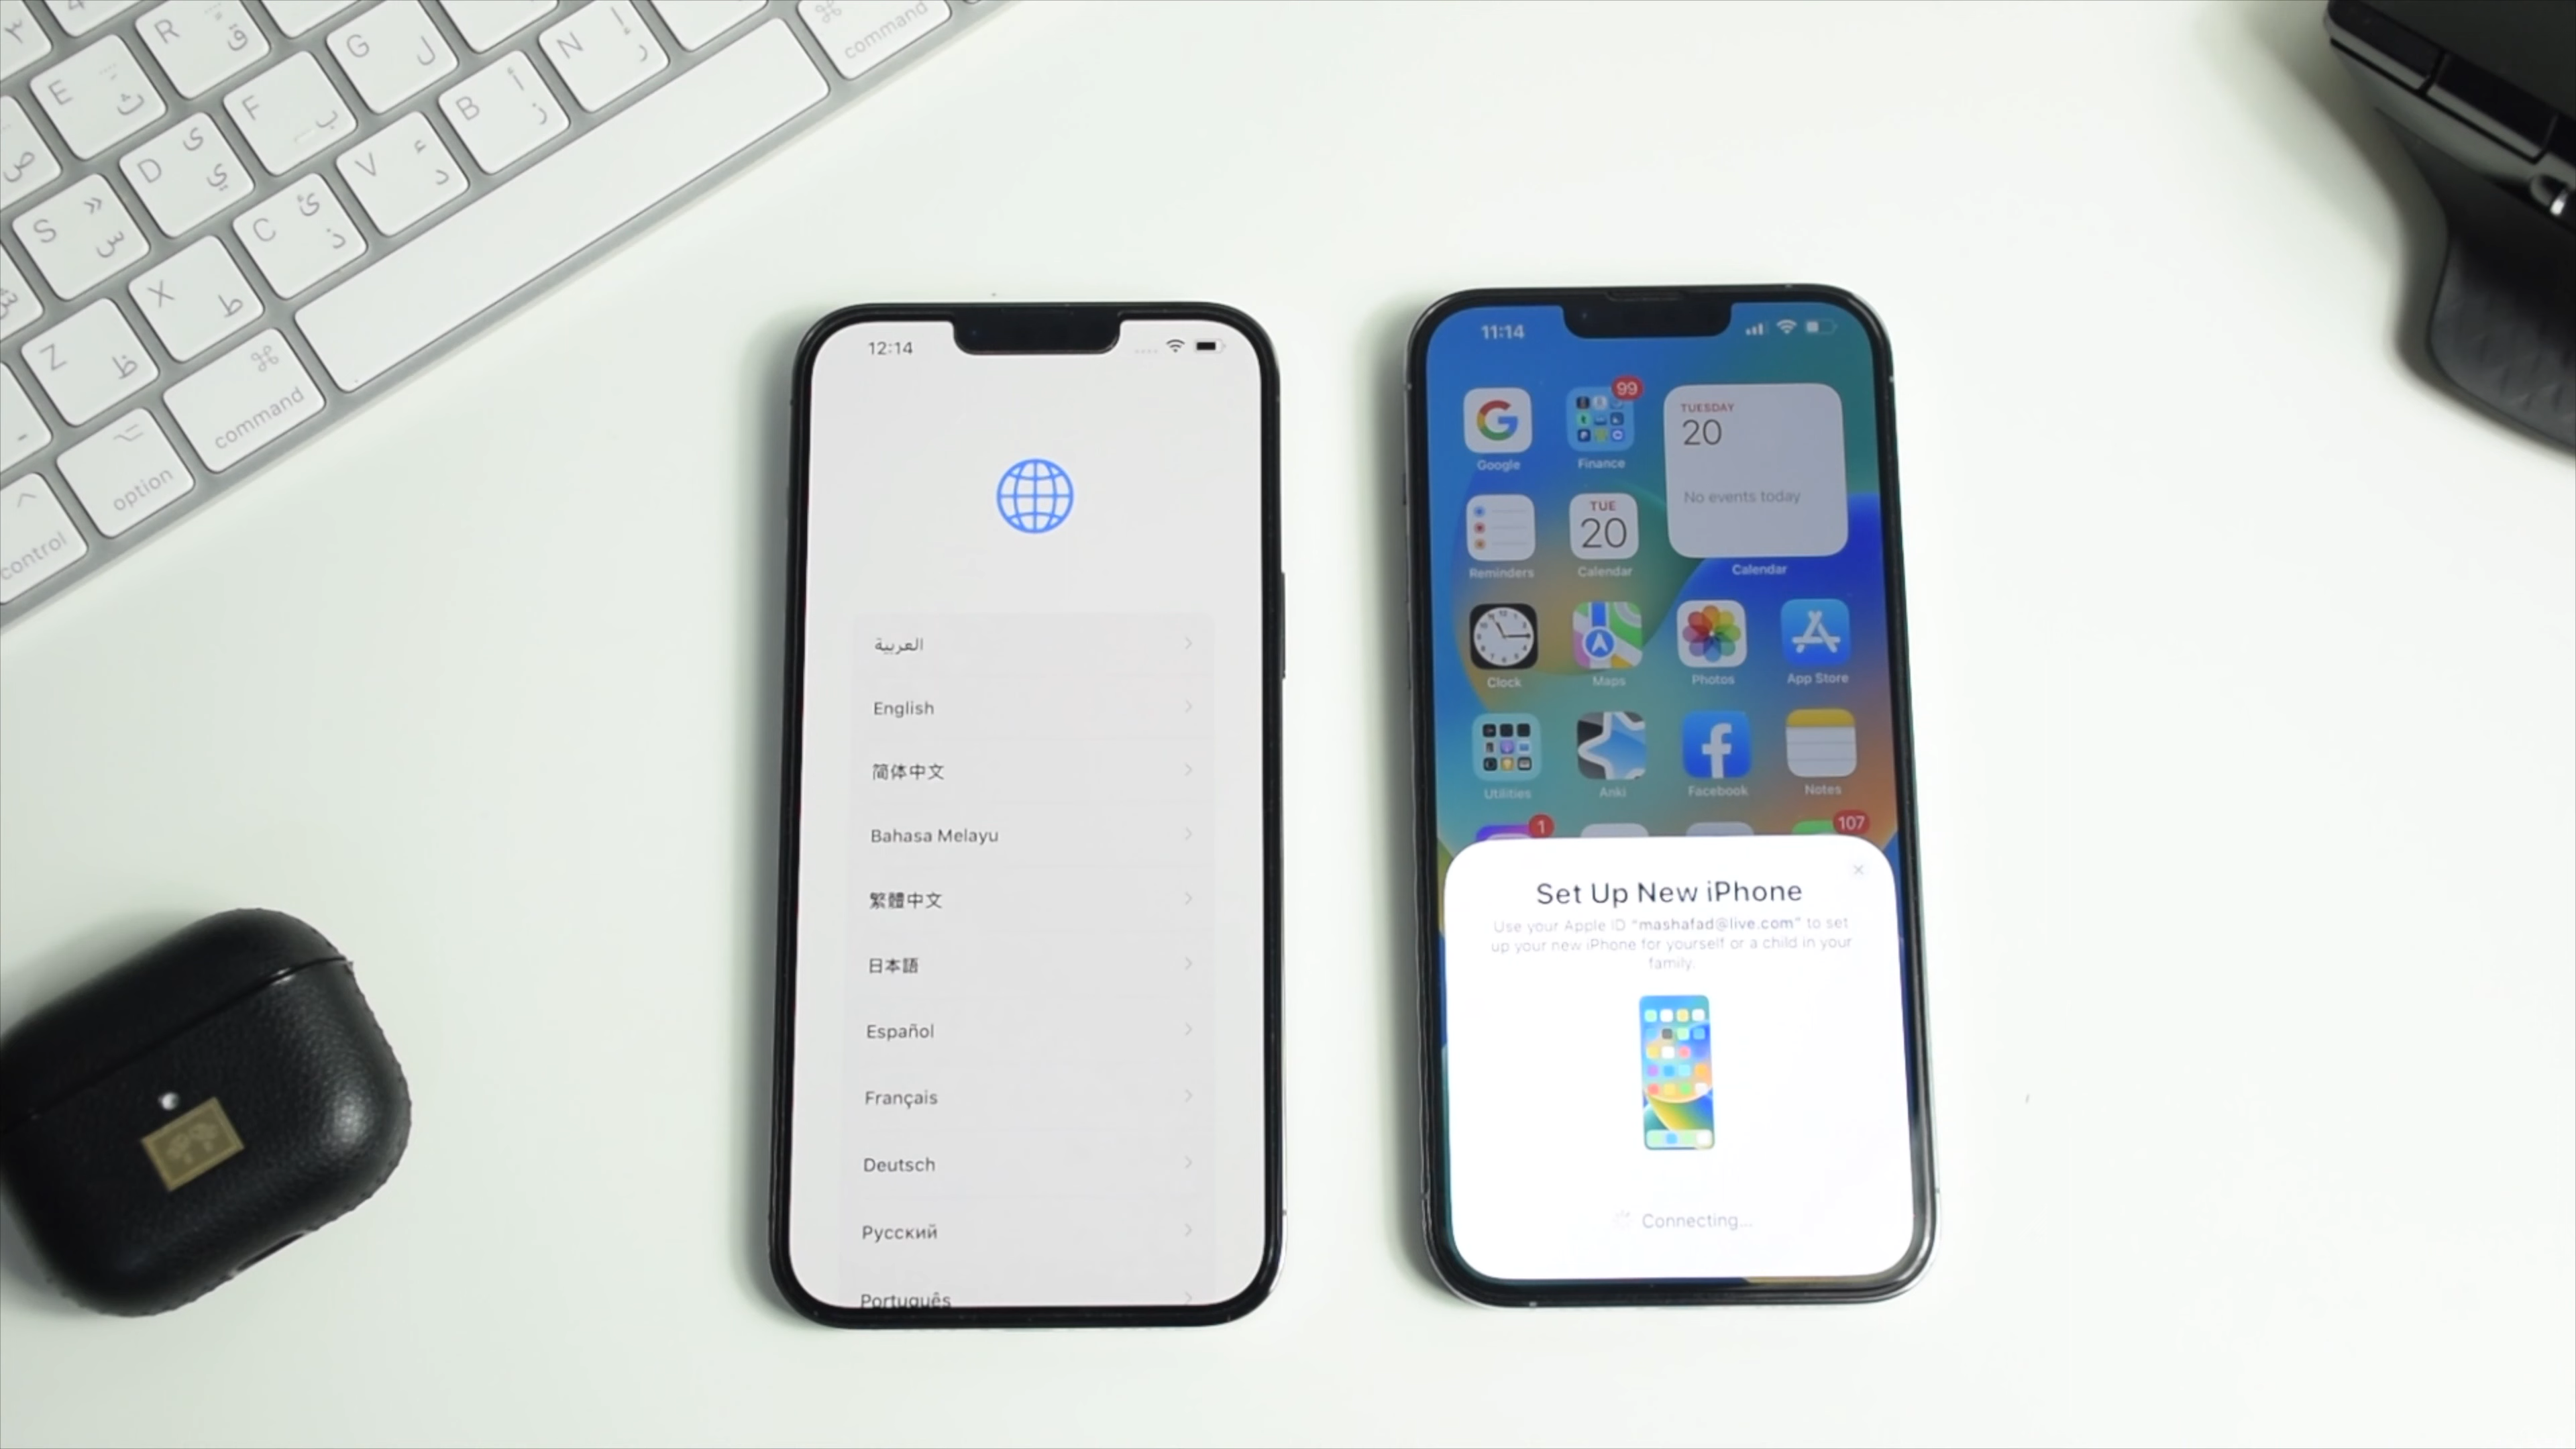 R ق
G ل
N أ ر
command ⌘
E ث
F ب
B أ ز
ص
D ى ي
V ء د
S » س
C ئ ذ
X ط
Z ظ
⌘ command
option
^ control
12:14
العربية
English
简体中文
Bahasa Melayu
繁體中文
日本語
Español
Français
Deutsch
Русский
Português
11:14
99
TUESDAY
20
No events today
Google
Finance
TUE
20
Reminders
Calendar
Calendar
Clock
Maps
Photos
App Store
Utilities
Anki
Facebook
Notes
1
107
Set Up New iPhone
Use your Apple ID "mashafad@live.com" to set
up your new iPhone for yourself or a child in your
family.
Connecting...